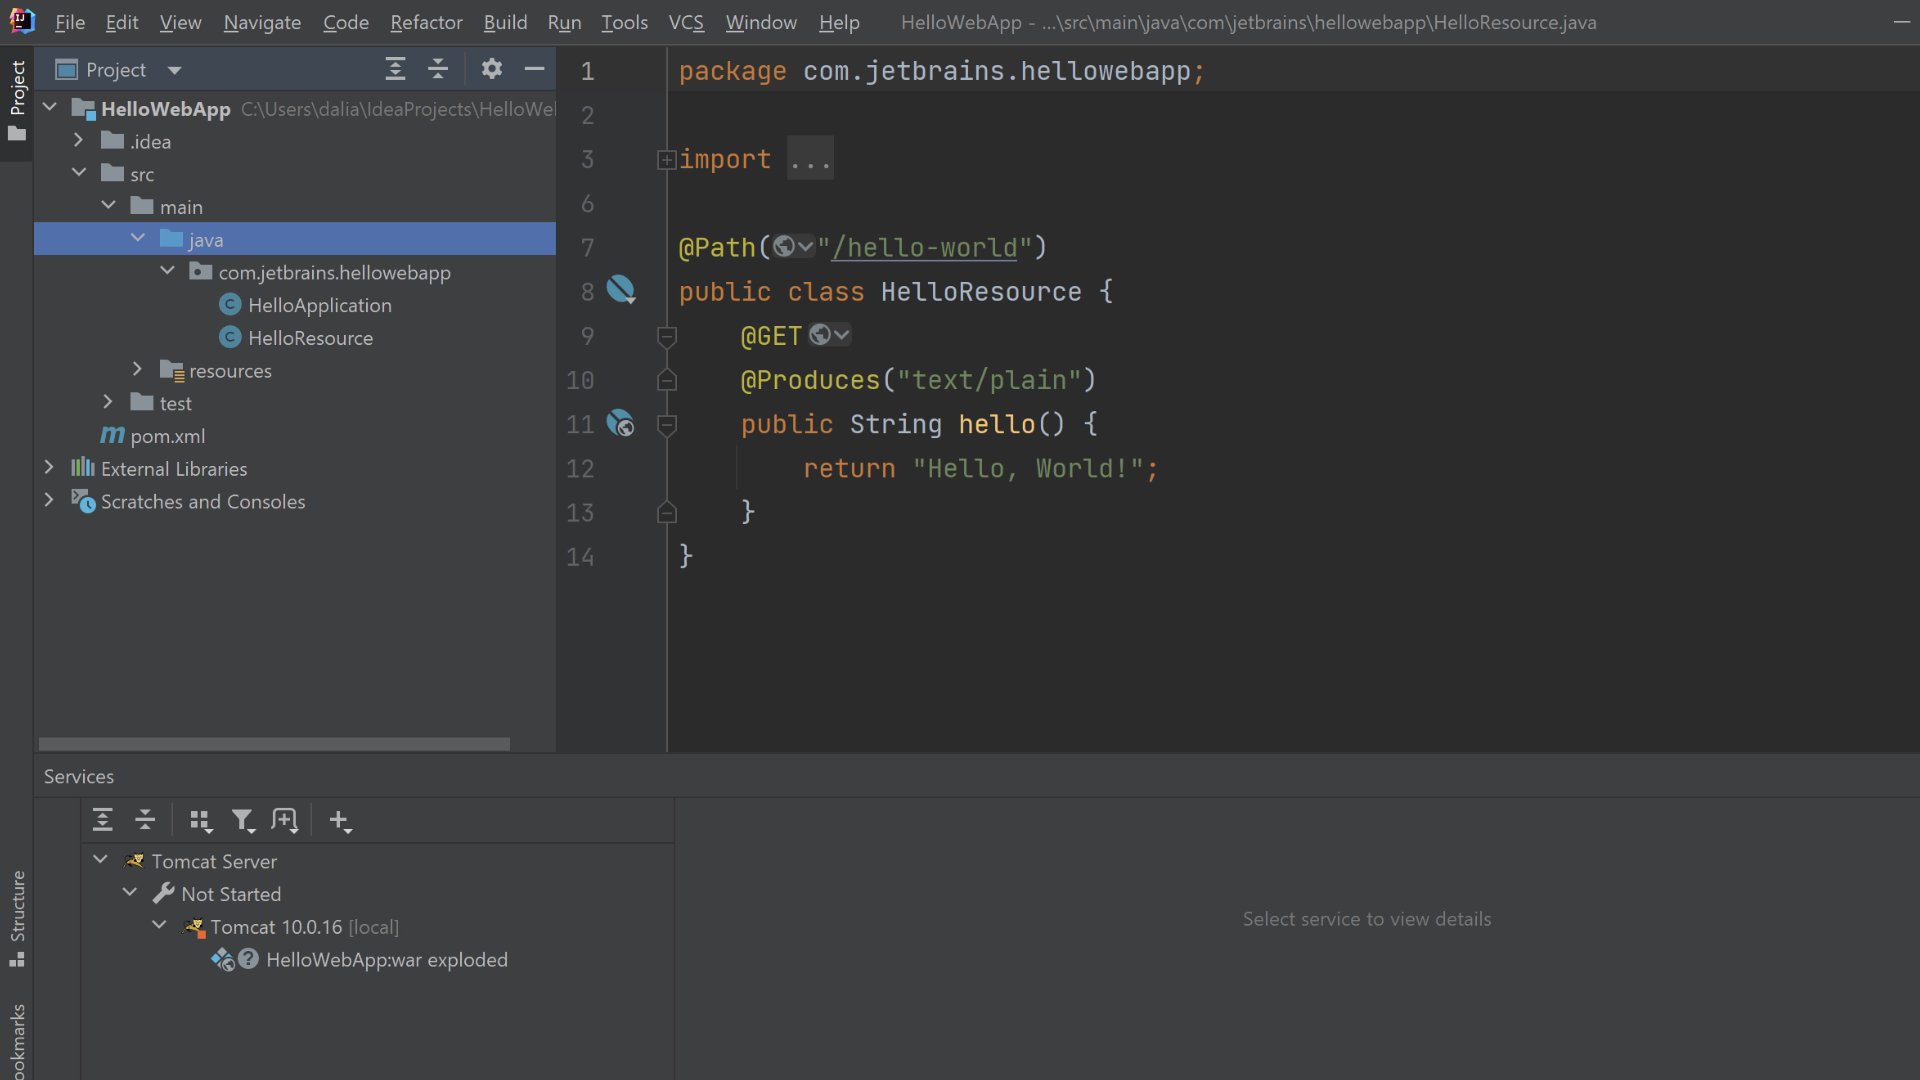 File Edit View Navigate Code Refactor Build Run Tools VCS Window Help HelloWebApp - ...\src\main\java\com\jetbrains\hellowebapp\HelloResource.java
Project
Project
HelloWebApp C:\Users\dalia\IdeaProjects\HelloWe
.idea
src
main
java
com.jetbrains.hellowebapp
C HelloApplication
C HelloResource
resources
test
m pom.xml
External Libraries
Scratches and Consoles
1 package com.jetbrains.hellowebapp;
2
3 import ...
6
7 @Path("/hello-world")
8 public class HelloResource {
9 @GET
10 @Produces("text/plain")
11 public String hello() {
12 return "Hello, World!";
13 }
14 }
Services
Tomcat Server
Not Started
Tomcat 10.0.16 [local]
? HelloWebApp:war exploded
Select service to view details
Structure
ookmarks